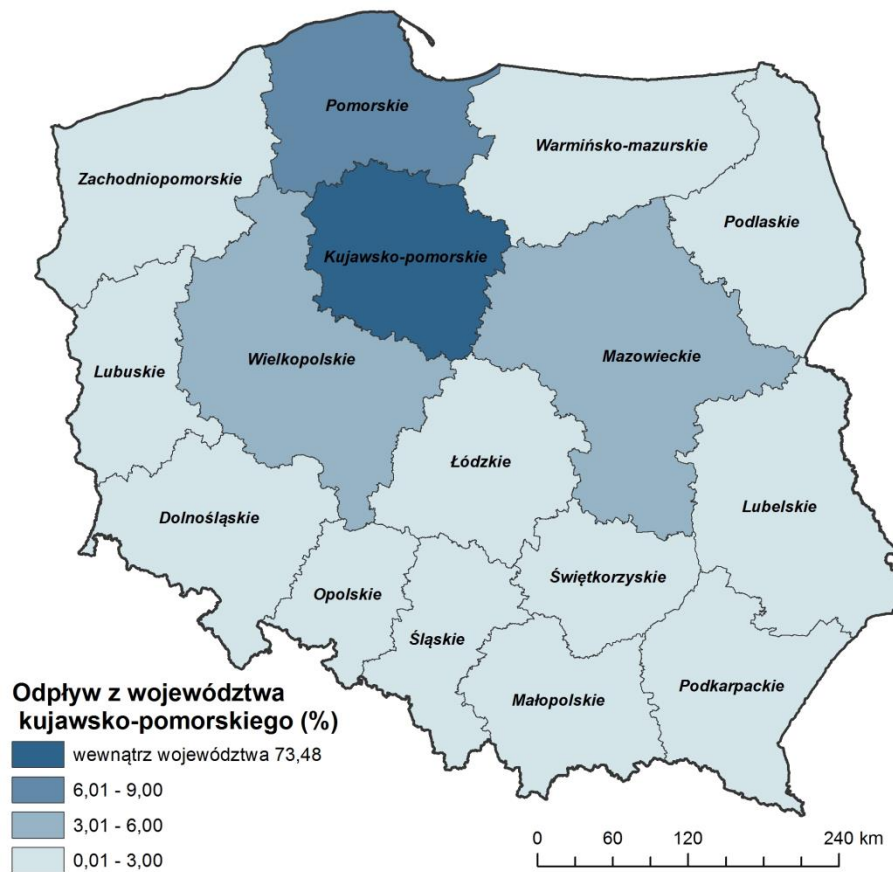 Pomorskie
Warmińsko-mazurskie
Zachodniopomorskie
Podlaskie
Kujawsko-pomorskie
Wielkopolskie
Mazowieckie
Lubuskie
Łódzkie
Lubelskie
Dolnośląskie
Świętkorzyskie
Opolskie
Śląskie
Podkarpackie
Małopolskie
Odpływ z województwa
kujawsko-pomorskiego (%)
wewnątrz województwa 73,48
6,01 - 9,00
3,01 - 6,00
0,01 - 3,00
0 60 120 240 km